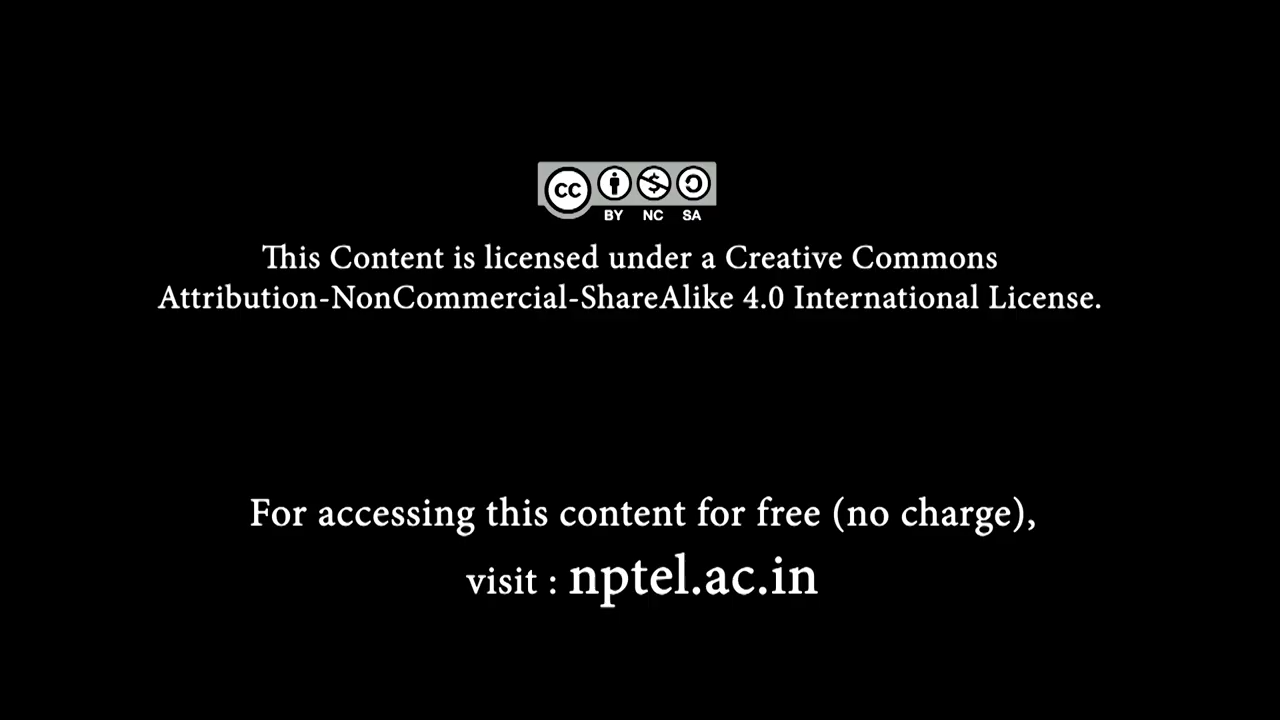 CC BY NC SA
This Content is licensed under a Creative Commons
Attribution-NonCommercial-ShareAlike 4.0 International License.
For accessing this content for free (no charge),
visit : nptel.ac.in